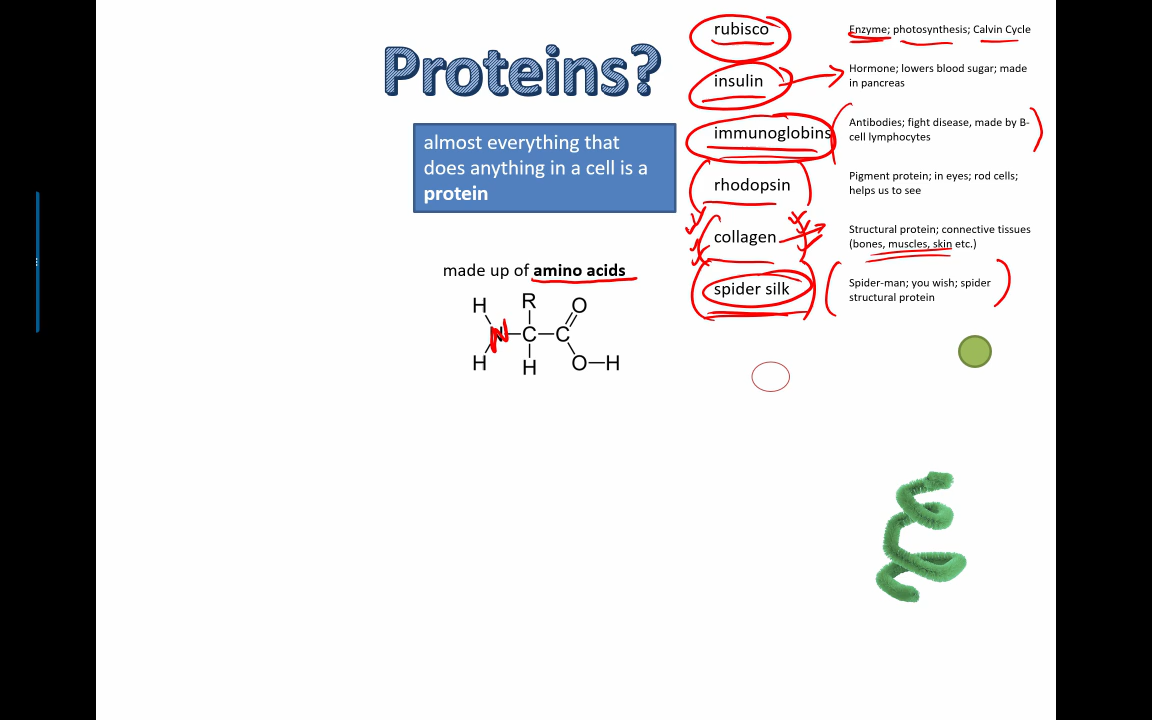 Proteins?
almost everything that
does anything in a cell is a
protein
made up of amino acids
H R O
N C C
H H O H
rubisco
Enzyme; photosynthesis; Calvin Cycle
insulin
Hormone; lowers blood sugar; made
in pancreas
immunoglobins
Antibodies; fight disease, made by B-
cell lymphocytes
rhodopsin
Pigment protein; in eyes; rod cells;
helps us to see
collagen
Structural protein; connective tissues
(bones, muscles, skin etc.)
spider silk
Spider-man; you wish; spider
structural protein